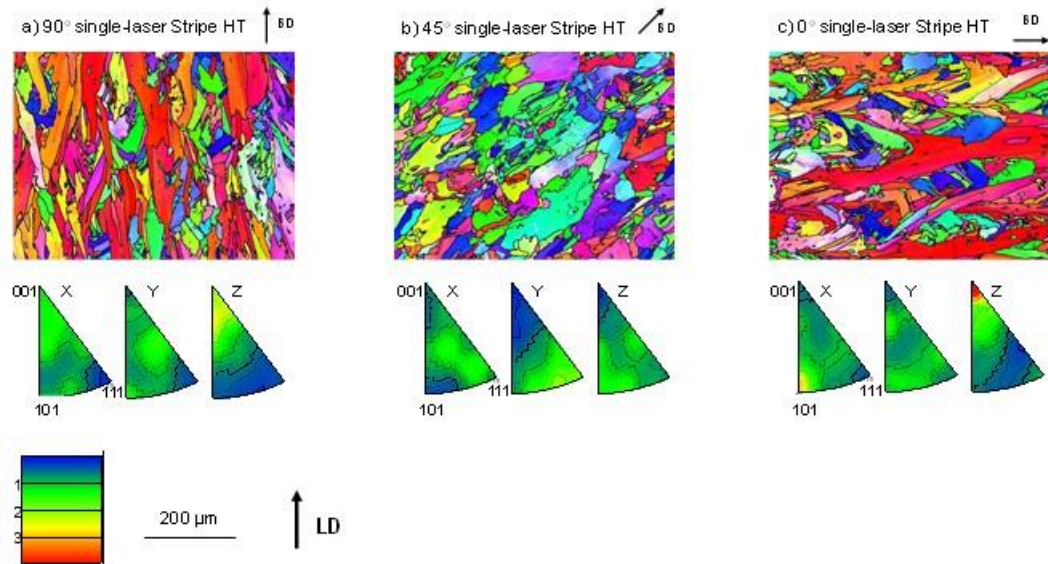 a) 90° single-laser Stripe HT BD
b) 45° single-laser Stripe HT BD
c) 0° single-laser Stripe HT BD
001 X Y Z
111
101
001 X Y Z
111
101
001 X Y Z
111
101
1
2
3
200 µm
LD